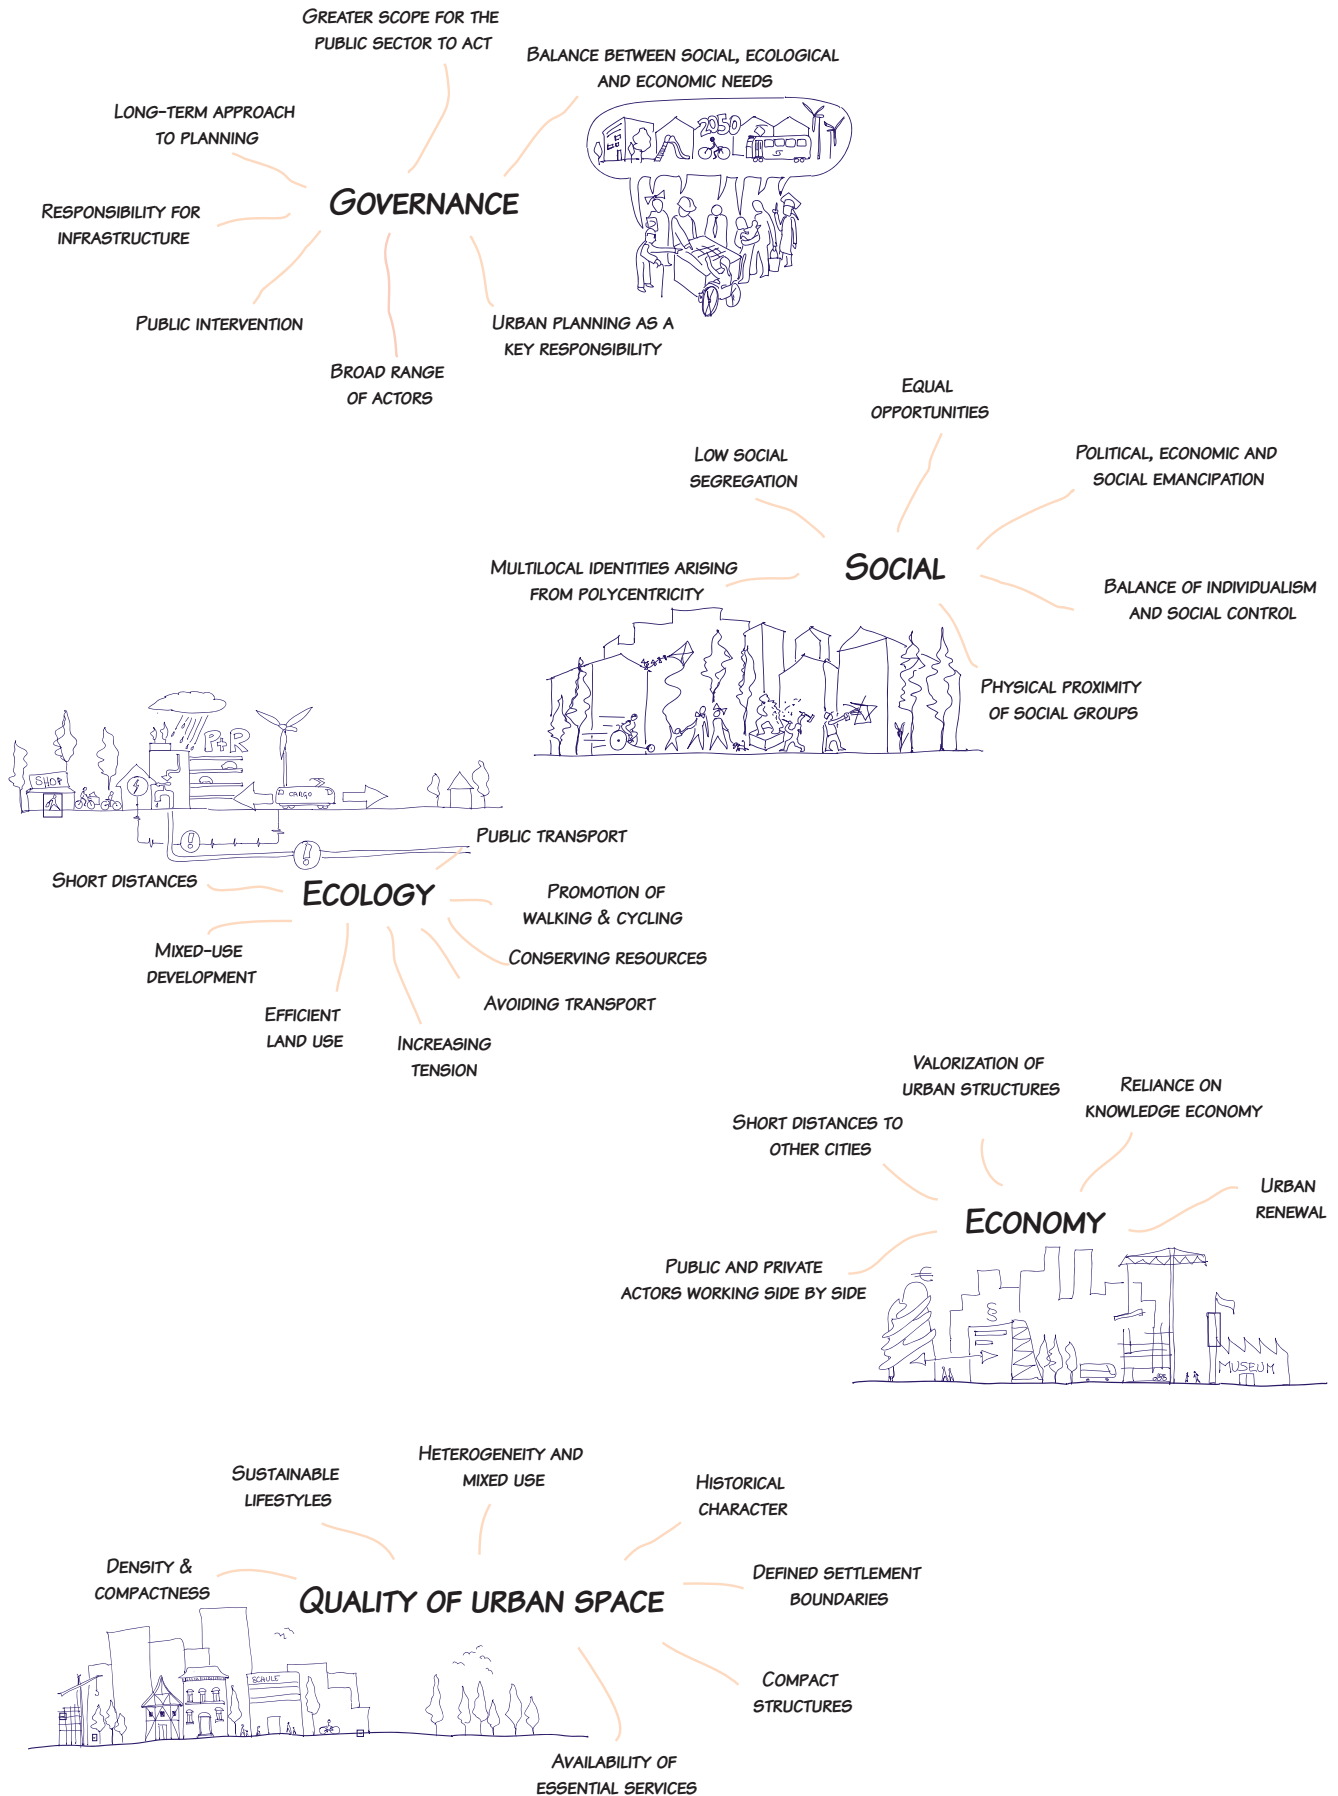 Greater scope for the
public sector to act
Balance between social, ecological
and economic needs
Long-term approach
to planning
2050
S
Governance
Responsibility for
infrastructure
Public intervention
Urban planning as a
key responsibility
Broad range
of actors
Equal
opportunities
Low social
segregation
Political, economic and
social emancipation
Social
Multilocal identities arising
from polycentricity
Balance of individualism
and social control
Physical proximity
of social groups
P+R
SHOP
CARGO
Public transport
Short distances
Ecology
Promotion of
walking & cycling
Mixed-use
development
Conserving resources
Avoiding transport
Efficient
land use
Increasing
tension
Valorization of
urban structures
Reliance on
knowledge economy
Short distances to
other cities
Urban
renewal
Economy
Public and private
actors working side by side
€
§
MUSEUM
Heterogeneity and
mixed use
Sustainable
lifestyles
Historical
character
Density &
compactness
Defined settlement
boundaries
Quality of urban space
SCHULE
Compact
structures
Availability of
essential services